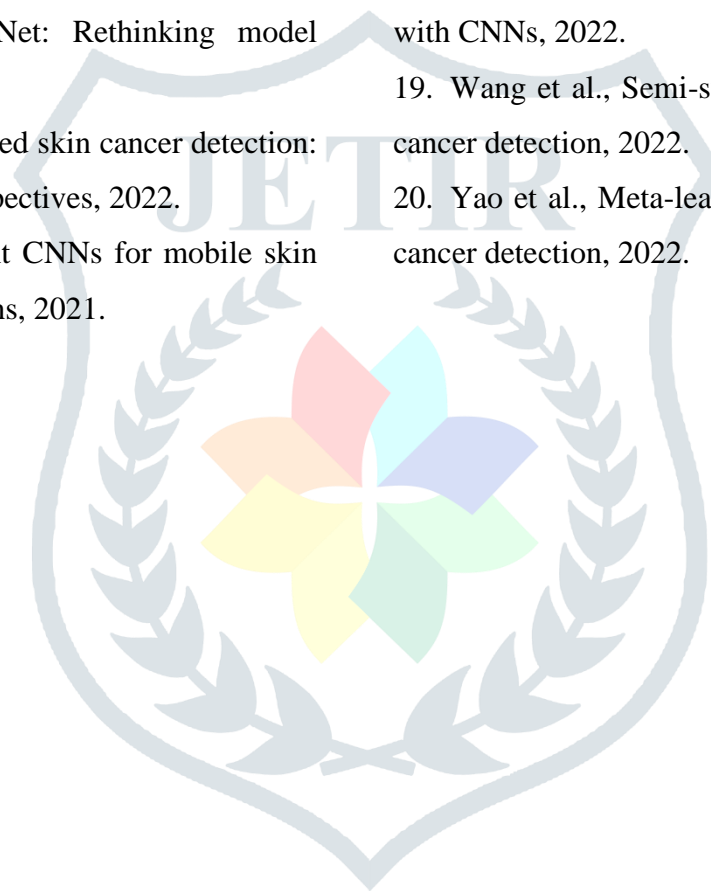 Net: Rethinking model
ed skin cancer detection:
pectives, 2022.
t CNNs for mobile skin
ns, 2021.
with CNNs, 2022.
19. Wang et al., Semi-s
cancer detection, 2022.
20. Yao et al., Meta-lea
cancer detection, 2022.
JETIR